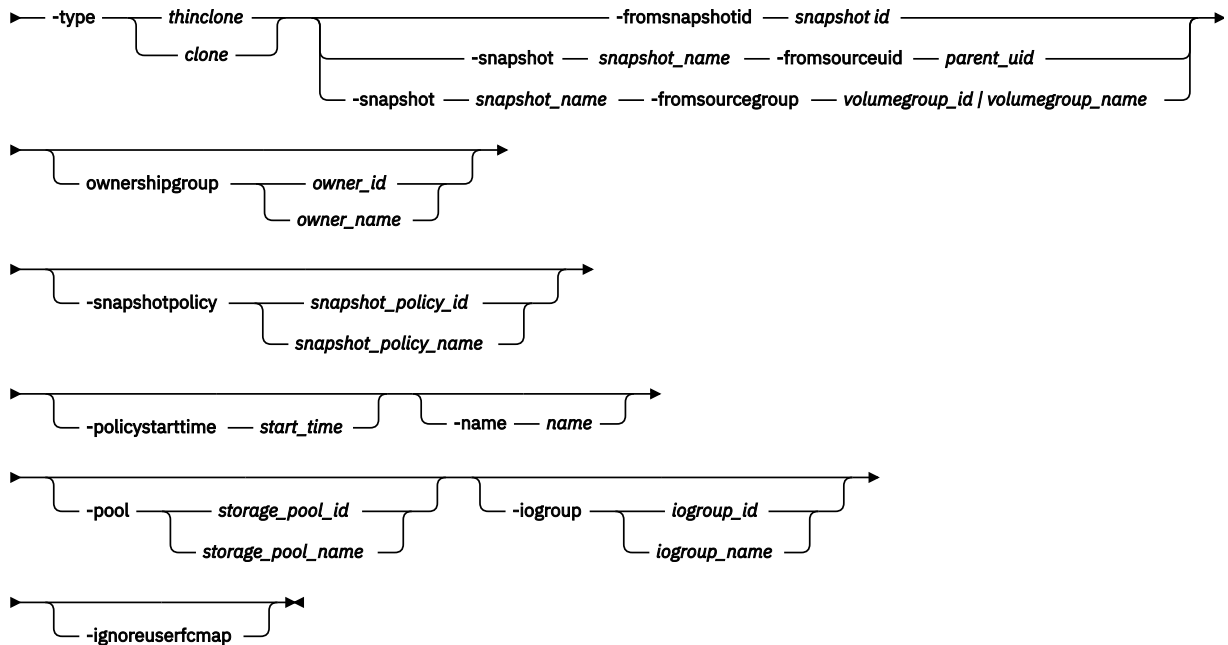 -type thinclone -fromsnapshotid snapshot id
clone
-snapshot snapshot_name -fromsourceuid parent_uid
-snapshot snapshot_name -fromsourcegroup volumegroup_id | volumegroup_name
ownershipgroup owner_id
owner_name
-snapshotpolicy snapshot_policy_id
snapshot_policy_name
-policystarttime start_time -name name
-pool storage_pool_id -iogroup iogroup_id
storage_pool_name iogroup_name
-ignoreuserfcmap